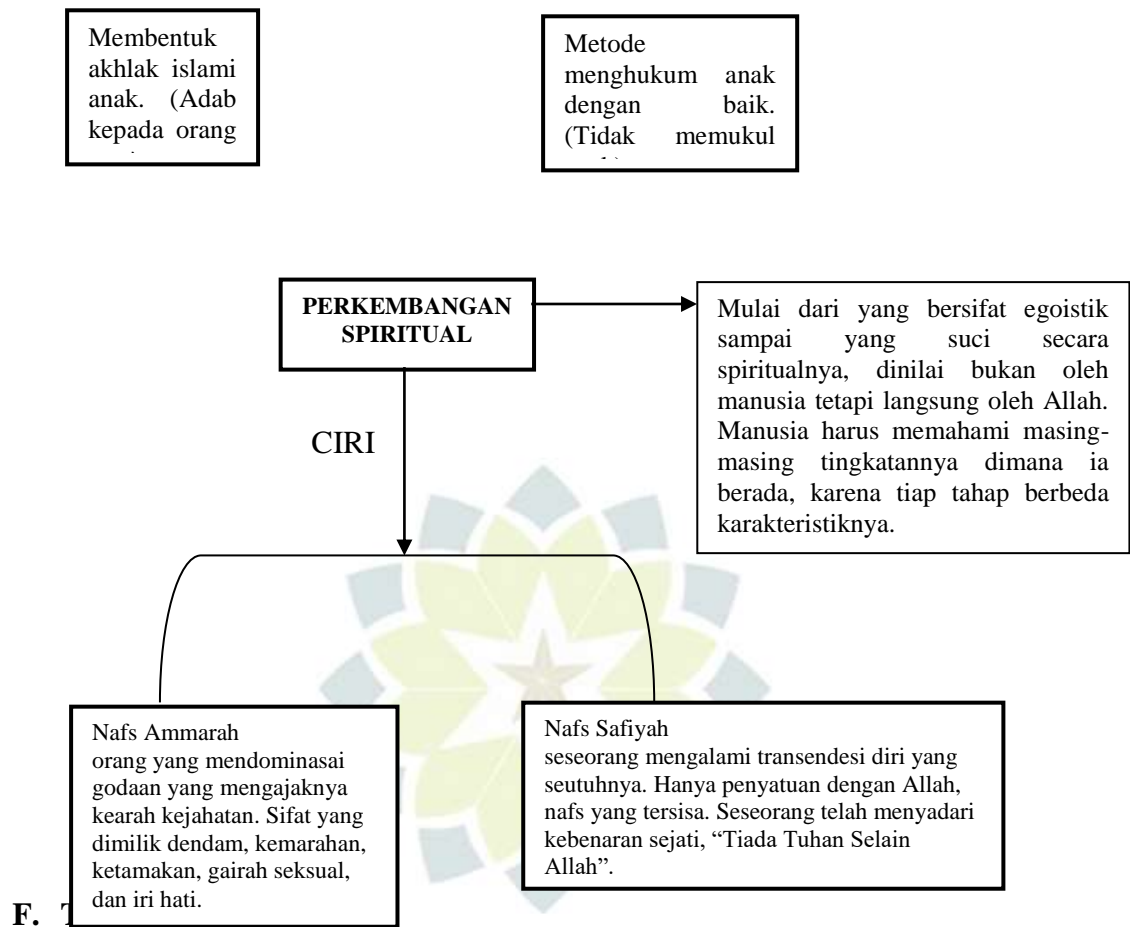 Membentuk
akhlak islami
anak. (Adab
kepada orang
Metode
menghukum anak
dengan baik.
(Tidak memukul
PERKEMBANGAN
SPIRITUAL
Mulai dari yang bersifat egoistik
sampai yang suci secara
spiritualnya, dinilai bukan oleh
manusia tetapi langsung oleh Allah.
Manusia harus memahami masing-
masing tingkatannya dimana ia
berada, karena tiap tahap berbeda
karakteristiknya.
CIRI
Nafs Ammarah
orang yang mendominasai
godaan yang mengajaknya
kearah kejahatan. Sifat yang
dimilik dendam, kemarahan,
ketamakan, gairah seksual,
dan iri hati.
Nafs Safiyah
seseorang mengalami transendesi diri yang
seutuhnya. Hanya penyatuan dengan Allah,
nafs yang tersisa. Seseorang telah menyadari
kebenaran sejati, “Tiada Tuhan Selain
Allah”.
F.